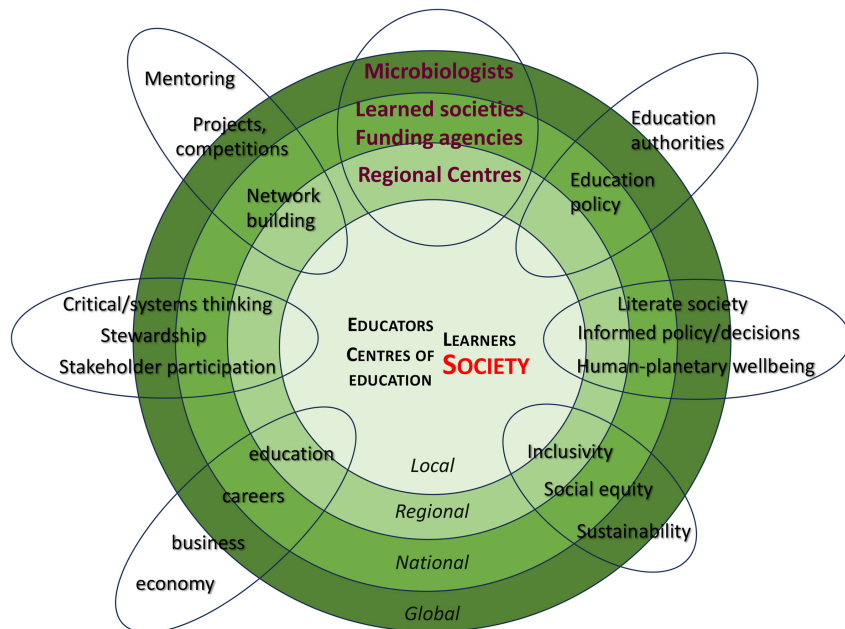 Microbiologists
Learned societies
Funding agencies
Regional Centres
Mentoring
Projects,
competitions
Network
building
Education
authorities
Education
policy
Critical/systems thinking
Stewardship
Stakeholder participation
EDUCATORS
CENTRES OF
EDUCATION
LEARNERS
SOCIETY
Literate society
Informed policy/decisions
Human-planetary wellbeing
education
careers
business
economy
Inclusivity
Social equity
Sustainability
Local
Regional
National
Global